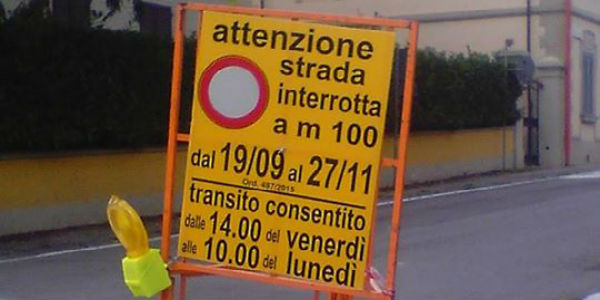 attenzione
strada
interrotta
a m 100
dal 19/09 al 27/11
Ord. 497/2015
transito consentito
dalle 14.00 del venerdì
alle 10.00 del lunedì